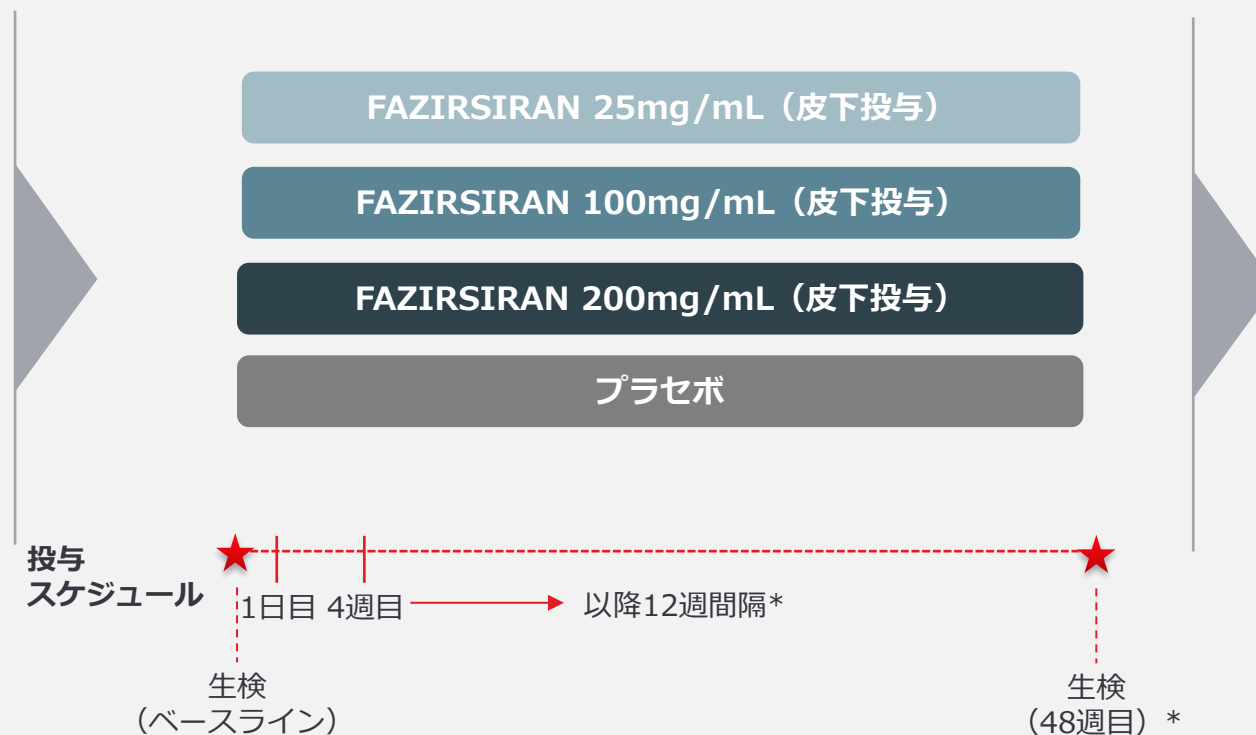 FAZIRSIRAN 25mg/mL（皮下投与）
FAZIRSIRAN 100mg/mL（皮下投与）
FAZIRSIRAN 200mg/mL（皮下投与）
プラセボ
投与
スケジュール
1日目 4週目
以降12週間隔*
生検
（ベースライン）
生検
（48週目）*